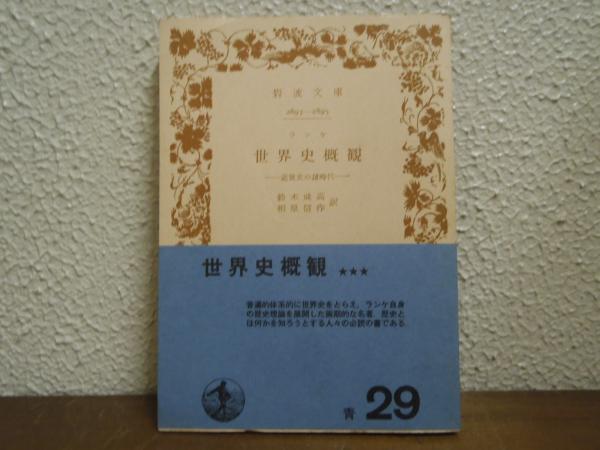 岩波文庫
2893—2895
ランケ
世界史概観
——近世史の諸時代——
鈴木成高
相原信作 訳
世界史概観 ★★★
普遍的体系的に世界史をとらえ，ランケ自身
の歴史理論を展開した画期的な名著．歴史と
は何かを知ろうとする人々の必読の書である
青 29